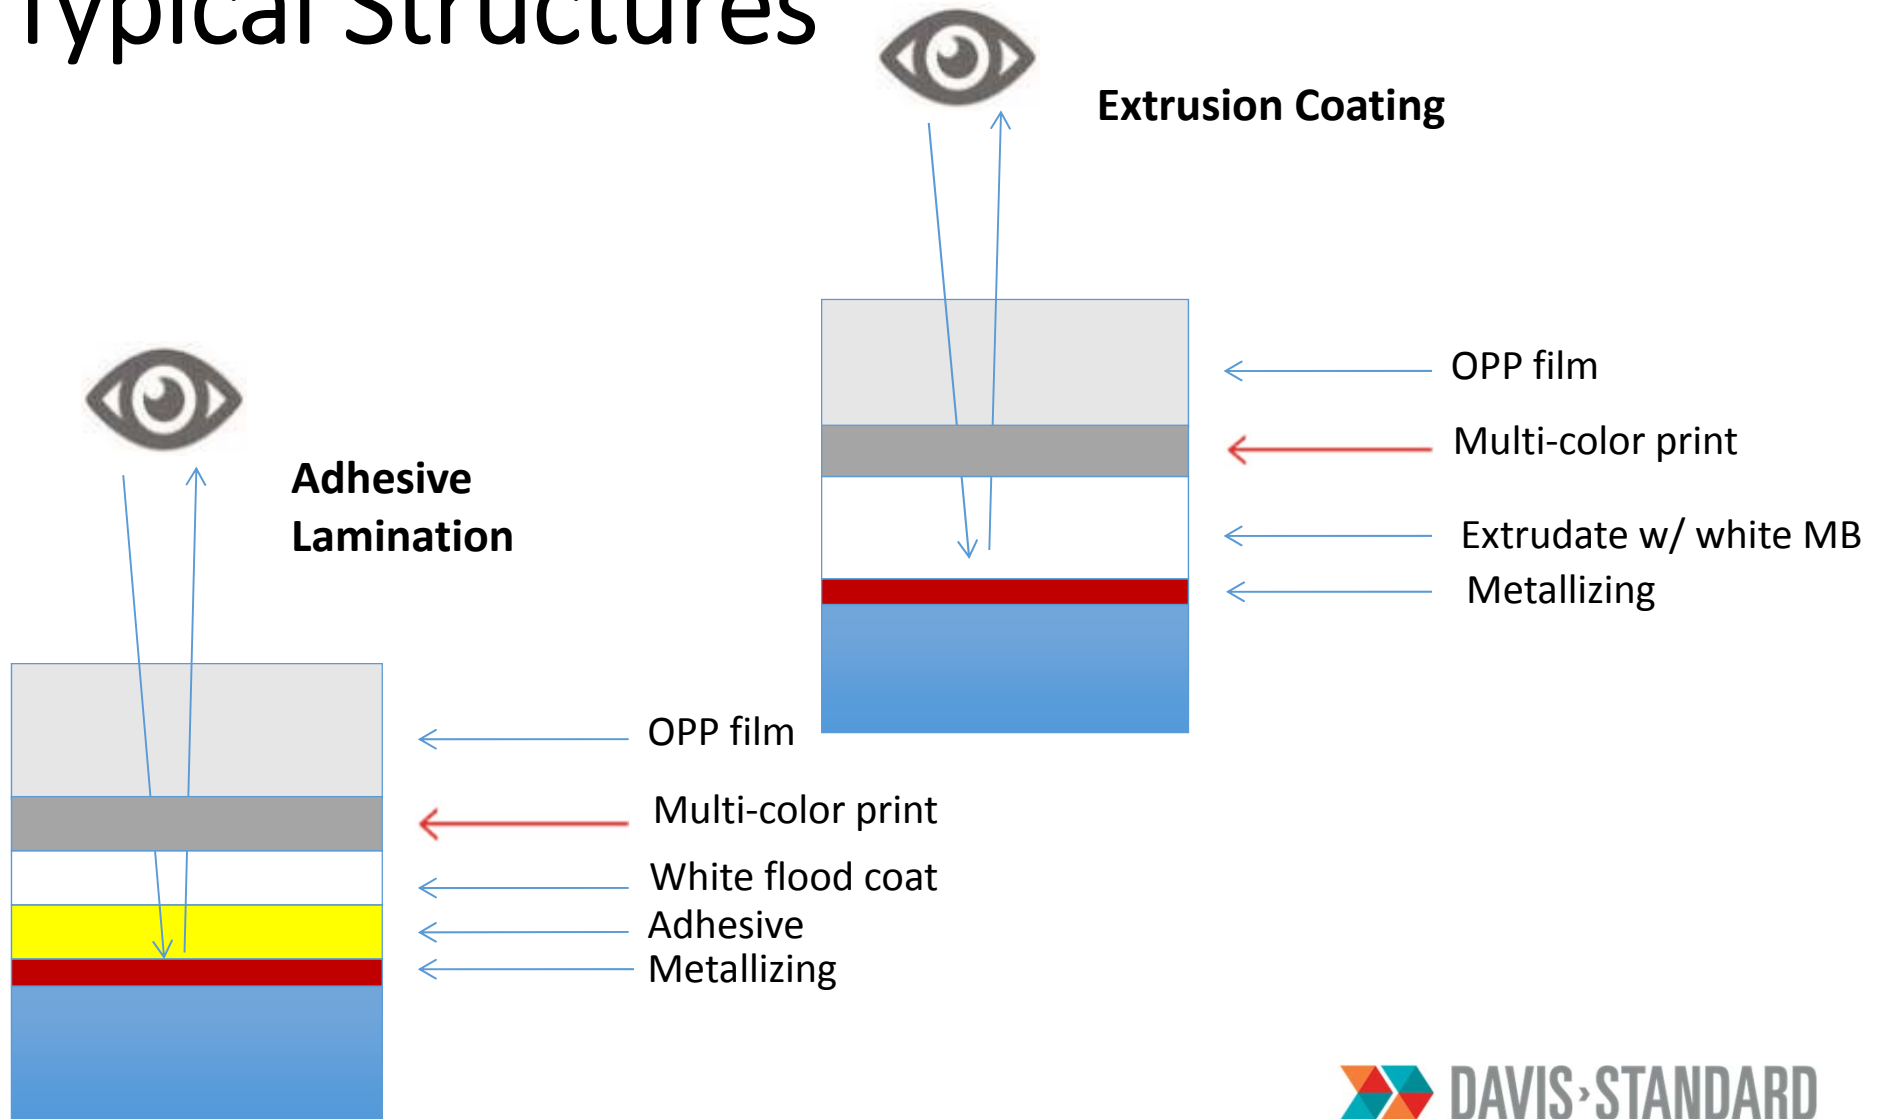 Typical Structures
Extrusion Coating
OPP film
Multi-color print
Extrudate w/ white MB
Metallizing
Adhesive
Lamination
OPP film
Multi-color print
White flood coat
Adhesive
Metallizing
DAVIS›STANDARD